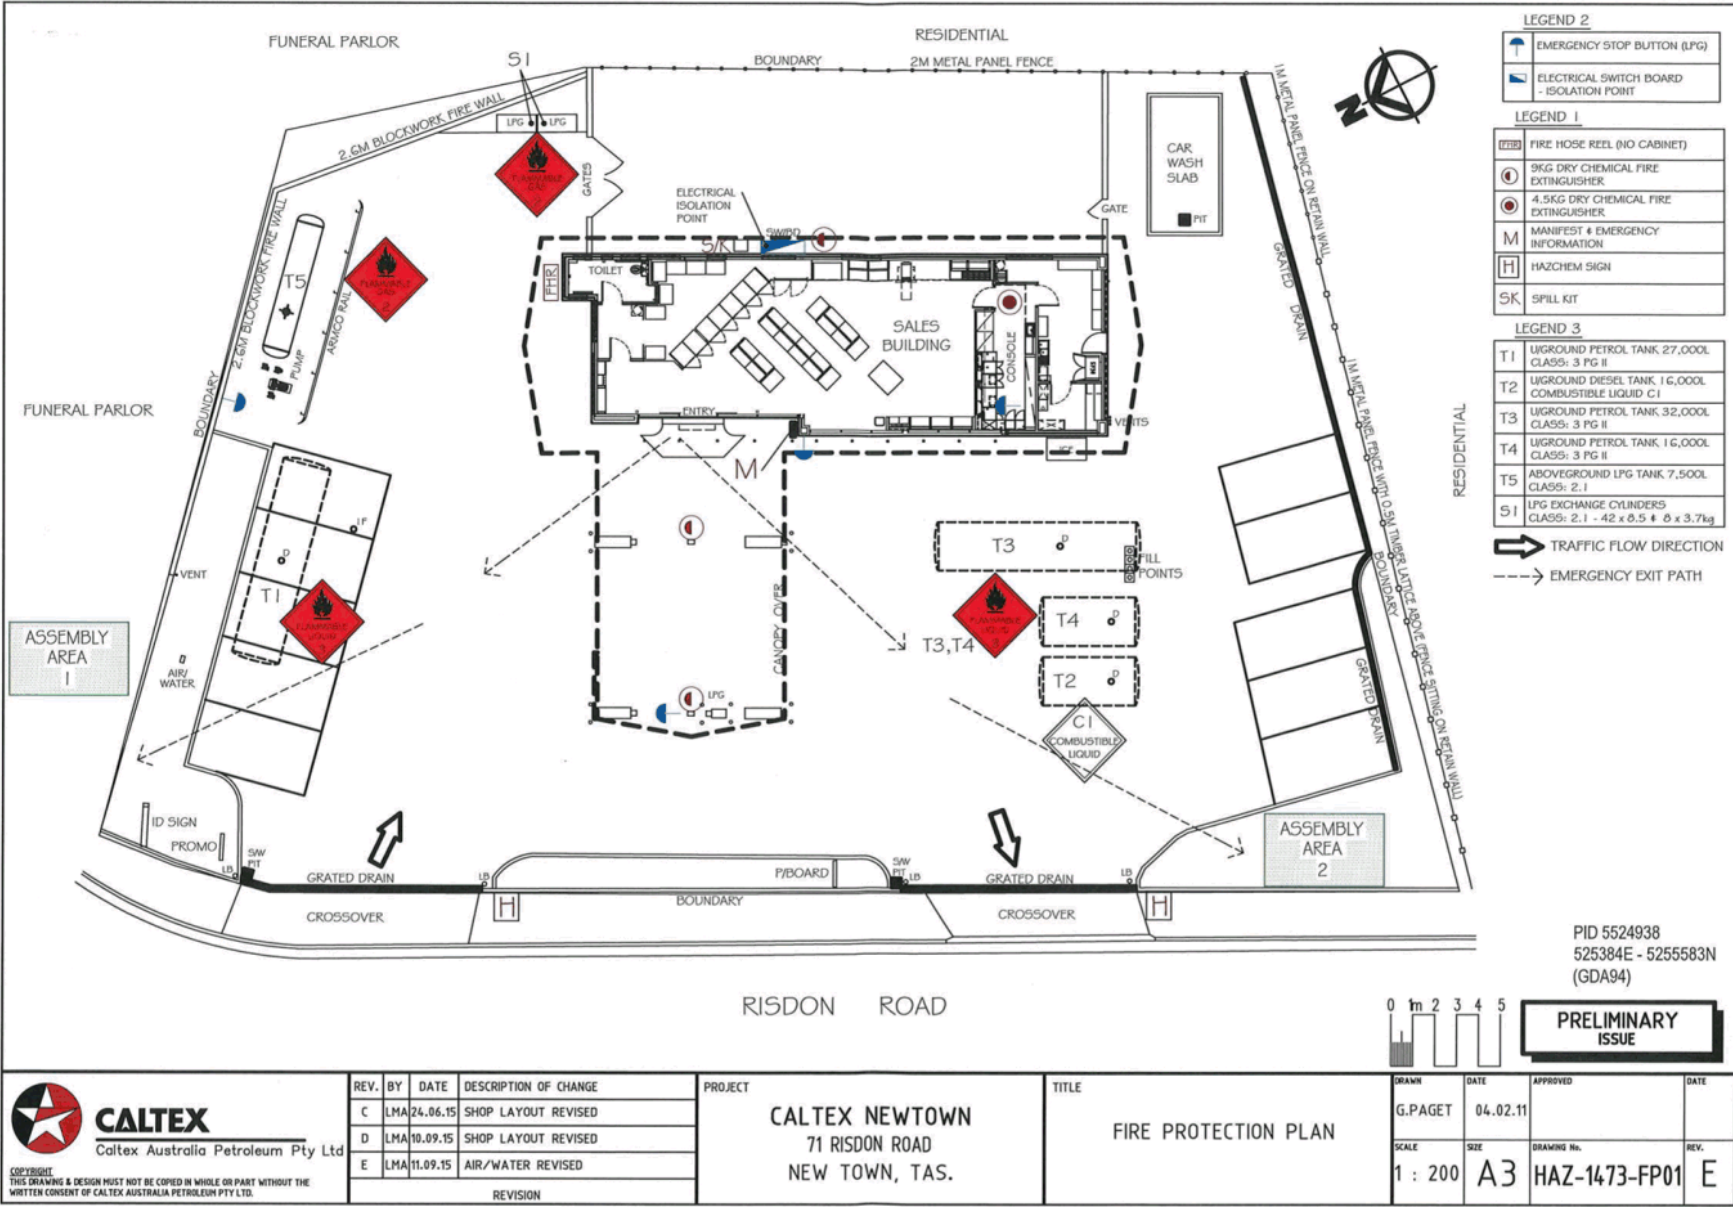 FUNERAL PARLOR
RESIDENTIAL
BOUNDARY
2M METAL PANEL FENCE
S1
2.6M BLOCKWORK FIRE WALL
LPG
LPG
FLAMMABLE
GAS
2
GATES
ELECTRICAL
ISOLATION
POINT
SW/BD
S/K
CAR
WASH
SLAB
PIT
GATE
1M METAL PANEL FENCE ON RETAIN WALL
GRATED DRAIN
N
2.6M BLOCKWORK FIRE WALL
T5
ARMCO RAIL
PUMP
FLAMMABLE
GAS
2
FHR
TOILET
SALES
BUILDING
CONSOLE
ENTRY
VENTS
ICE
M
FUNERAL PARLOR
BOUNDARY
RESIDENTIAL
1M METAL PANEL FENCE WITH 0.5M TIMBER LATTICE ABOVE (FENCE SITTING ON RETAIN WALL)
BOUNDARY
GRATED DRAIN
D
T1
VENT
AIR/
WATER
FLAMMABLE
LIQUID
3
ASSEMBLY
AREA
1
CANOPY OVER
LPG
T3
D
FILL
POINTS
T3,T4
FLAMMABLE
LIQUID
3
T4
D
T2
D
C1
COMBUSTIBLE
LIQUID
ID SIGN
PROMO
S/W
PIT
LB
GRATED DRAIN
LB
P/BOARD
S/W
PIT
LB
GRATED DRAIN
LB
ASSEMBLY
AREA
2
CROSSOVER
H
BOUNDARY
CROSSOVER
H
RISDON ROAD
LEGEND 2
EMERGENCY STOP BUTTON (LPG)
ELECTRICAL SWITCH BOARD
- ISOLATION POINT
LEGEND 1
FHR FIRE HOSE REEL (NO CABINET)
9KG DRY CHEMICAL FIRE
EXTINGUISHER
4.5KG DRY CHEMICAL FIRE
EXTINGUISHER
M MANIFEST & EMERGENCY
INFORMATION
H HAZCHEM SIGN
SK SPILL KIT
LEGEND 3
T1 U/GROUND PETROL TANK 27,000L
CLASS: 3 PG II
T2 U/GROUND DIESEL TANK 16,000L
COMBUSTIBLE LIQUID C1
T3 U/GROUND PETROL TANK 32,000L
CLASS: 3 PG II
T4 U/GROUND PETROL TANK 16,000L
CLASS: 3 PG II
T5 ABOVEGROUND LPG TANK 7,500L
CLASS: 2.1
S1 LPG EXCHANGE CYLINDERS
CLASS: 2.1 - 42 x 8.5 & 8 x 3.7kg
TRAFFIC FLOW DIRECTION
EMERGENCY EXIT PATH
PID 5524938
525384E - 5255583N
(GDA94)
0 1m 2 3 4 5
PRELIMINARY
ISSUE
CALTEX
Caltex Australia Petroleum Pty Ltd
COPYRIGHT
THIS DRAWING & DESIGN MUST NOT BE COPIED IN WHOLE OR PART WITHOUT THE
WRITTEN CONSENT OF CALTEX AUSTRALIA PETROLEUM PTY LTD.
REV. BY DATE DESCRIPTION OF CHANGE
C LMA 24.06.15 SHOP LAYOUT REVISED
D LMA 10.09.15 SHOP LAYOUT REVISED
E LMA 11.09.15 AIR/WATER REVISED
REVISION
PROJECT
CALTEX NEWTOWN
71 RISDON ROAD
NEW TOWN, TAS.
TITLE
FIRE PROTECTION PLAN
DRAWN DATE APPROVED DATE
G.PAGET 04.02.11
SCALE SIZE DRAWING No. REV.
1 : 200 A3 HAZ-1473-FP01 E